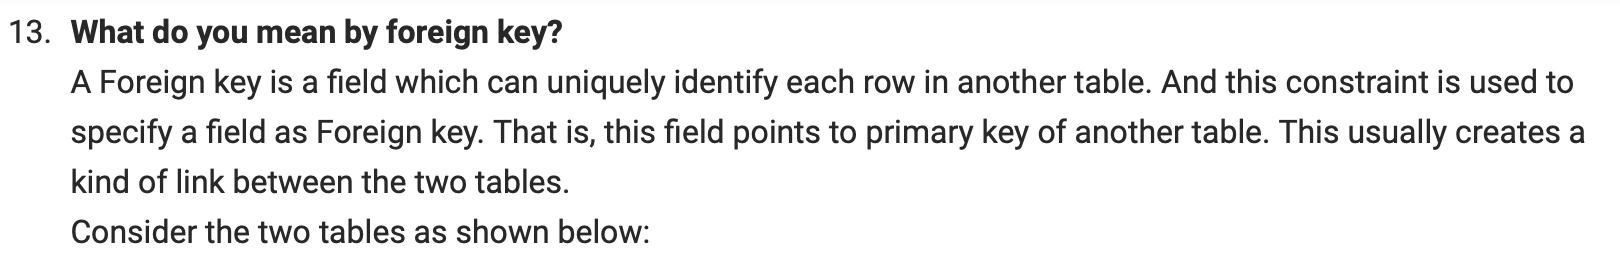 13. What do you mean by foreign key?
A Foreign key is a field which can uniquely identify each row in another table. And this constraint is used to
specify a field as Foreign key. That is, this field points to primary key of another table. This usually creates a
kind of link between the two tables.
Consider the two tables as shown below: